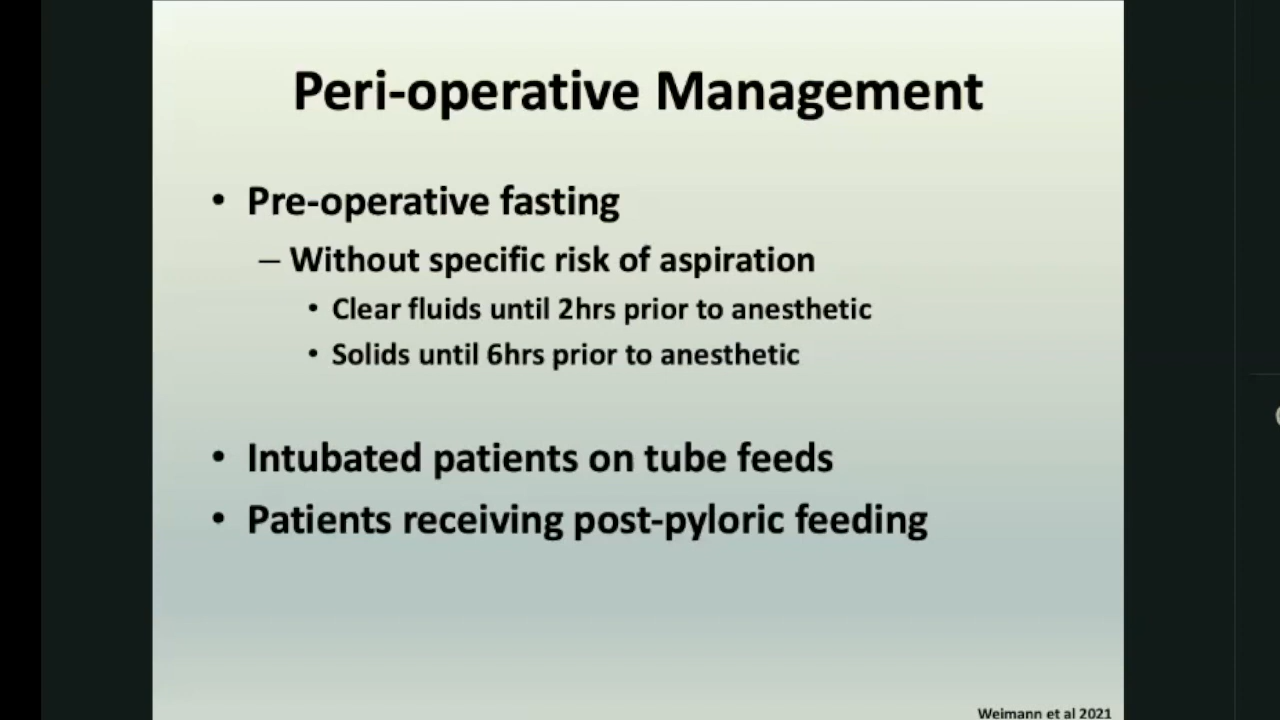 Peri-operative Management
• Pre-operative fasting
– Without specific risk of aspiration
• Clear fluids until 2hrs prior to anesthetic
• Solids until 6hrs prior to anesthetic
• Intubated patients on tube feeds
• Patients receiving post-pyloric feeding
Weimann et al 2021